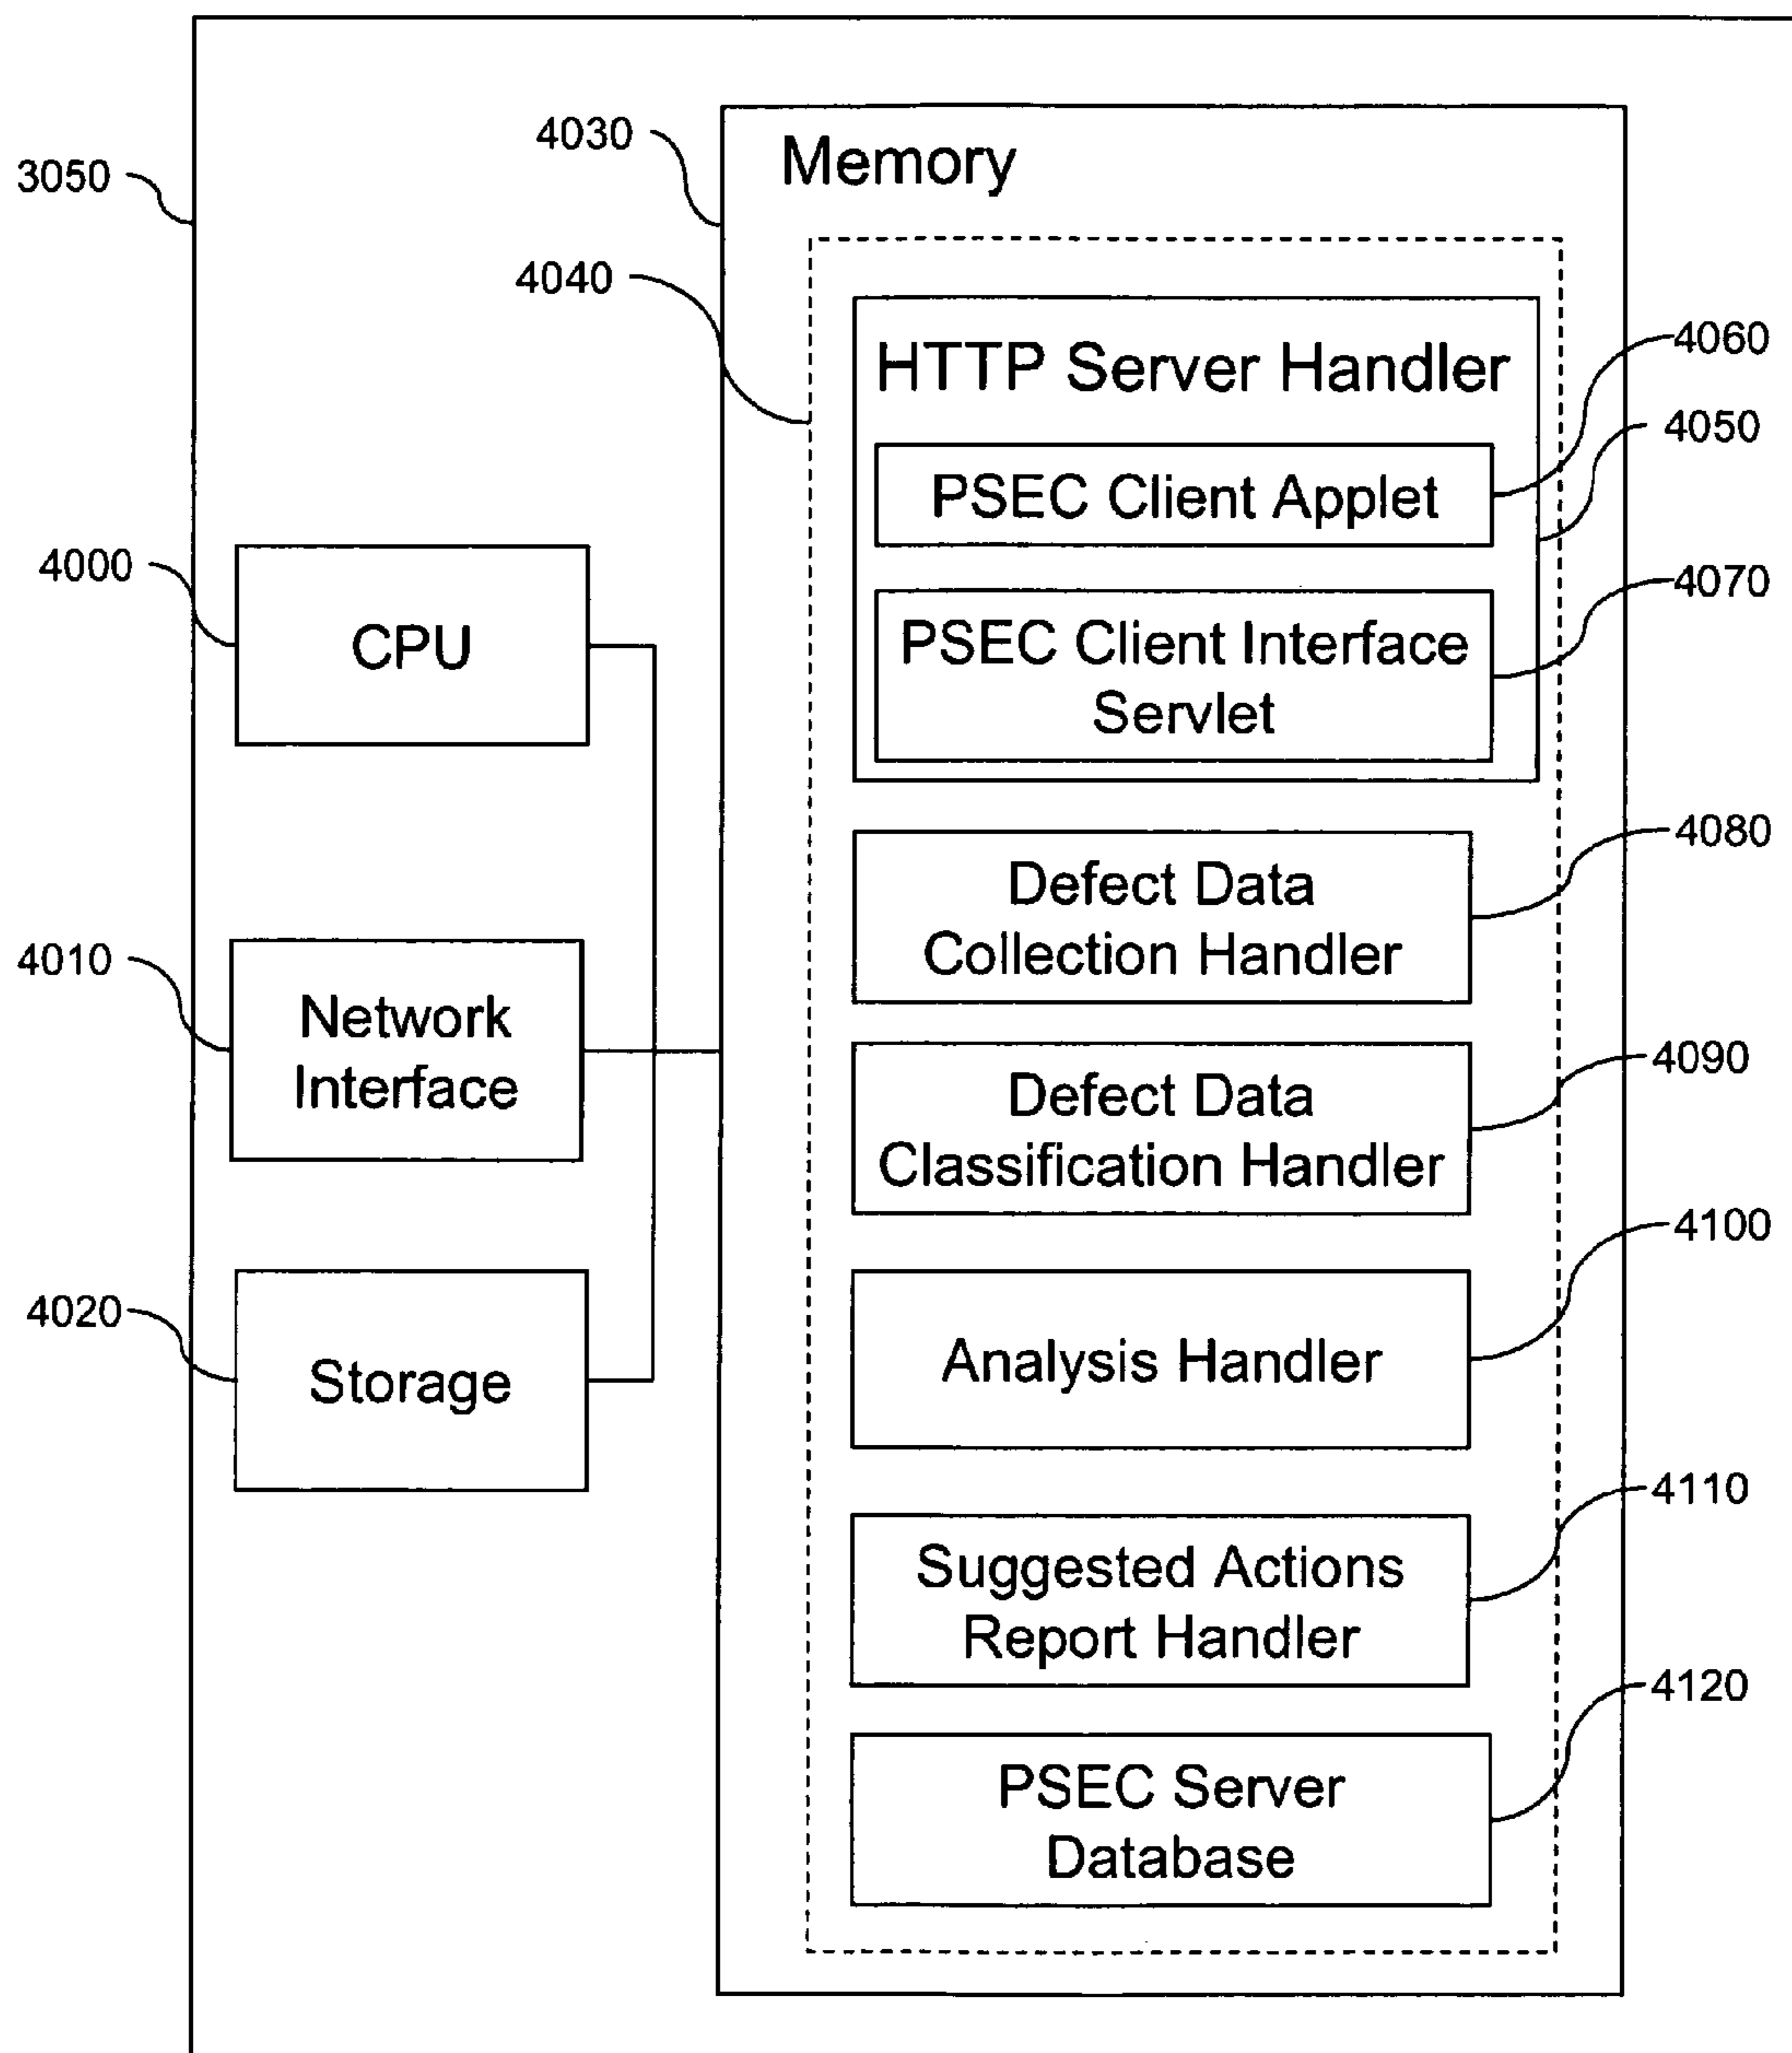 4030
Memory
3050
4040
HTTP Server Handler
4060
4050
PSEC Client Applet
4000
CPU
4070
PSEC Client Interface
Servlet
4080
Defect Data
Collection Handler
4010
Network
Interface
4090
Defect Data
Classification Handler
4100
4020
Storage
Analysis Handler
4110
Suggested Actions
Report Handler
4120
PSEC Server
Database